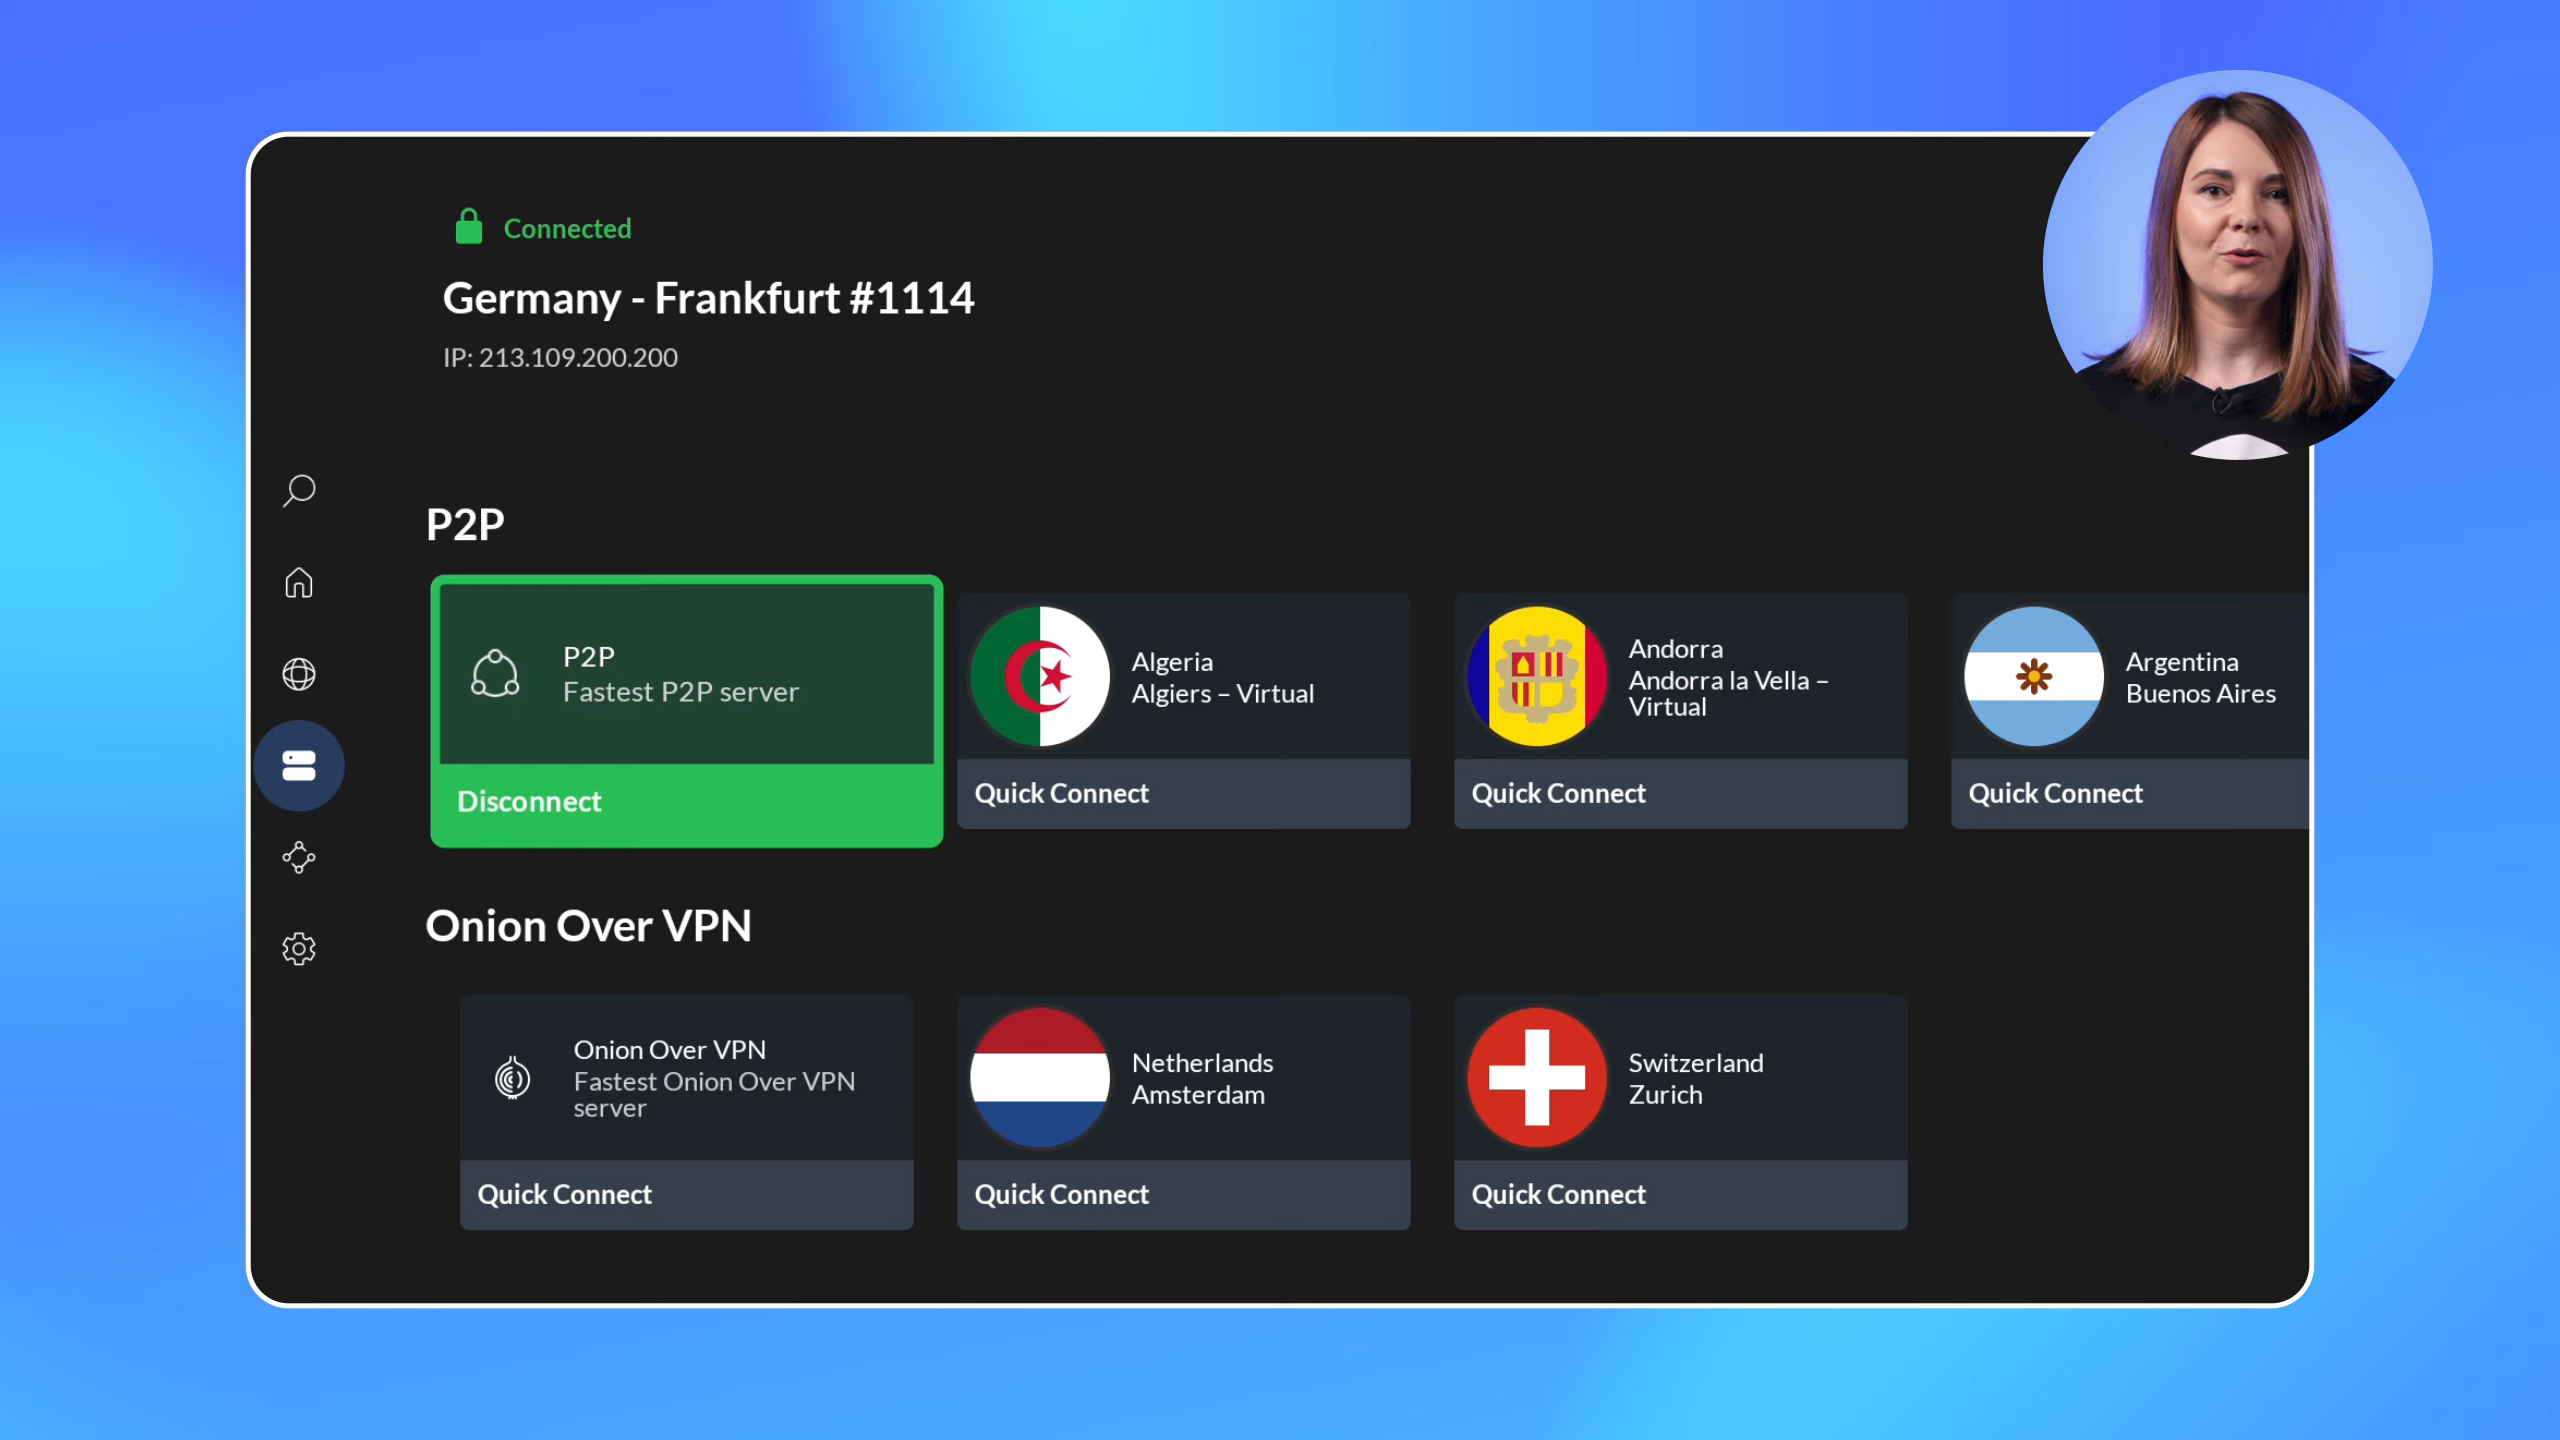 Connected
Germany - Frankfurt #1114
IP: 213.109.200.200
P2P
P2P
Fastest P2P server
Disconnect
Algeria
Algiers – Virtual
Quick Connect
Andorra
Andorra la Vella –
Virtual
Quick Connect
Argentina
Buenos Aires
Quick Connect
Onion Over VPN
Onion Over VPN
Fastest Onion Over VPN
server
Quick Connect
Netherlands
Amsterdam
Quick Connect
Switzerland
Zurich
Quick Connect